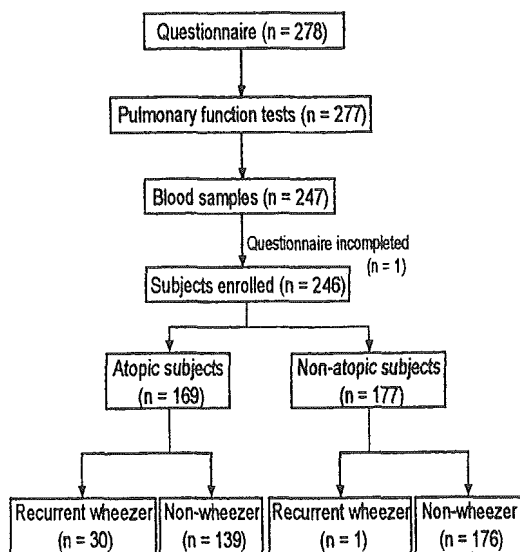 Questionnaire (n = 278)
Pulmonary function tests (n = 277)
Blood samples (n = 247)
Questionnaire incompleted
(n = 1)
Subjects enrolled (n = 246)
Atopic subjects
(n = 169)
Non-atopic subjects
(n = 177)
Recurrent wheezer
(n = 30)
Non-wheezer
(n = 139)
Recurrent wheezer
(n = 1)
Non-wheezer
(n = 176)